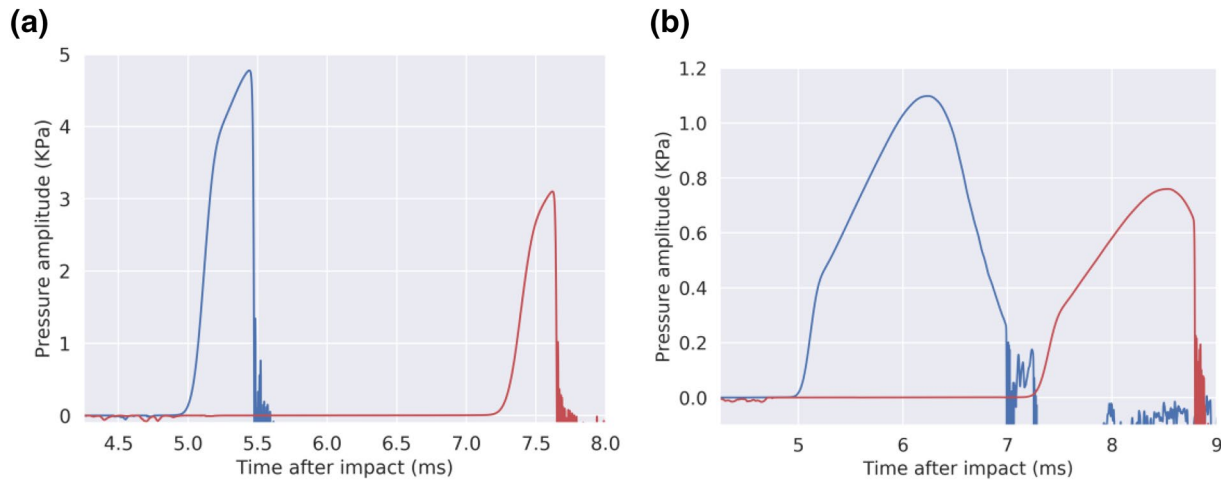 (a)
(b)
Pressure amplitude (KPa)
5
4
3
2
1
0
4.5 5.0 5.5 6.0 6.5 7.0 7.5 8.0
Time after impact (ms)
Pressure amplitude (KPa)
1.2
1.0
0.8
0.6
0.4
0.2
0.0
5 6 7 8 9
Time after impact (ms)